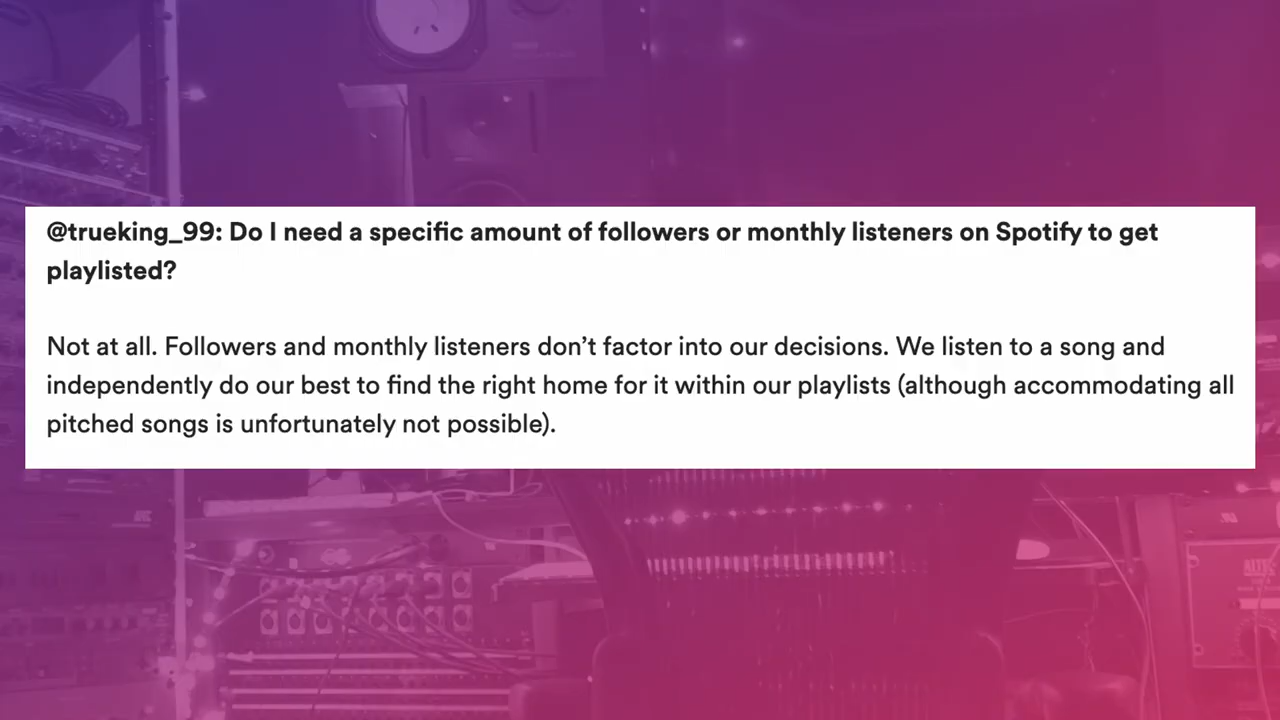 @trueking_99: Do I need a specific amount of followers or monthly listeners on Spotify to get
playlisted?
Not at all. Followers and monthly listeners don’t factor into our decisions. We listen to a song and
independently do our best to find the right home for it within our playlists (although accommodating all
pitched songs is unfortunately not possible).